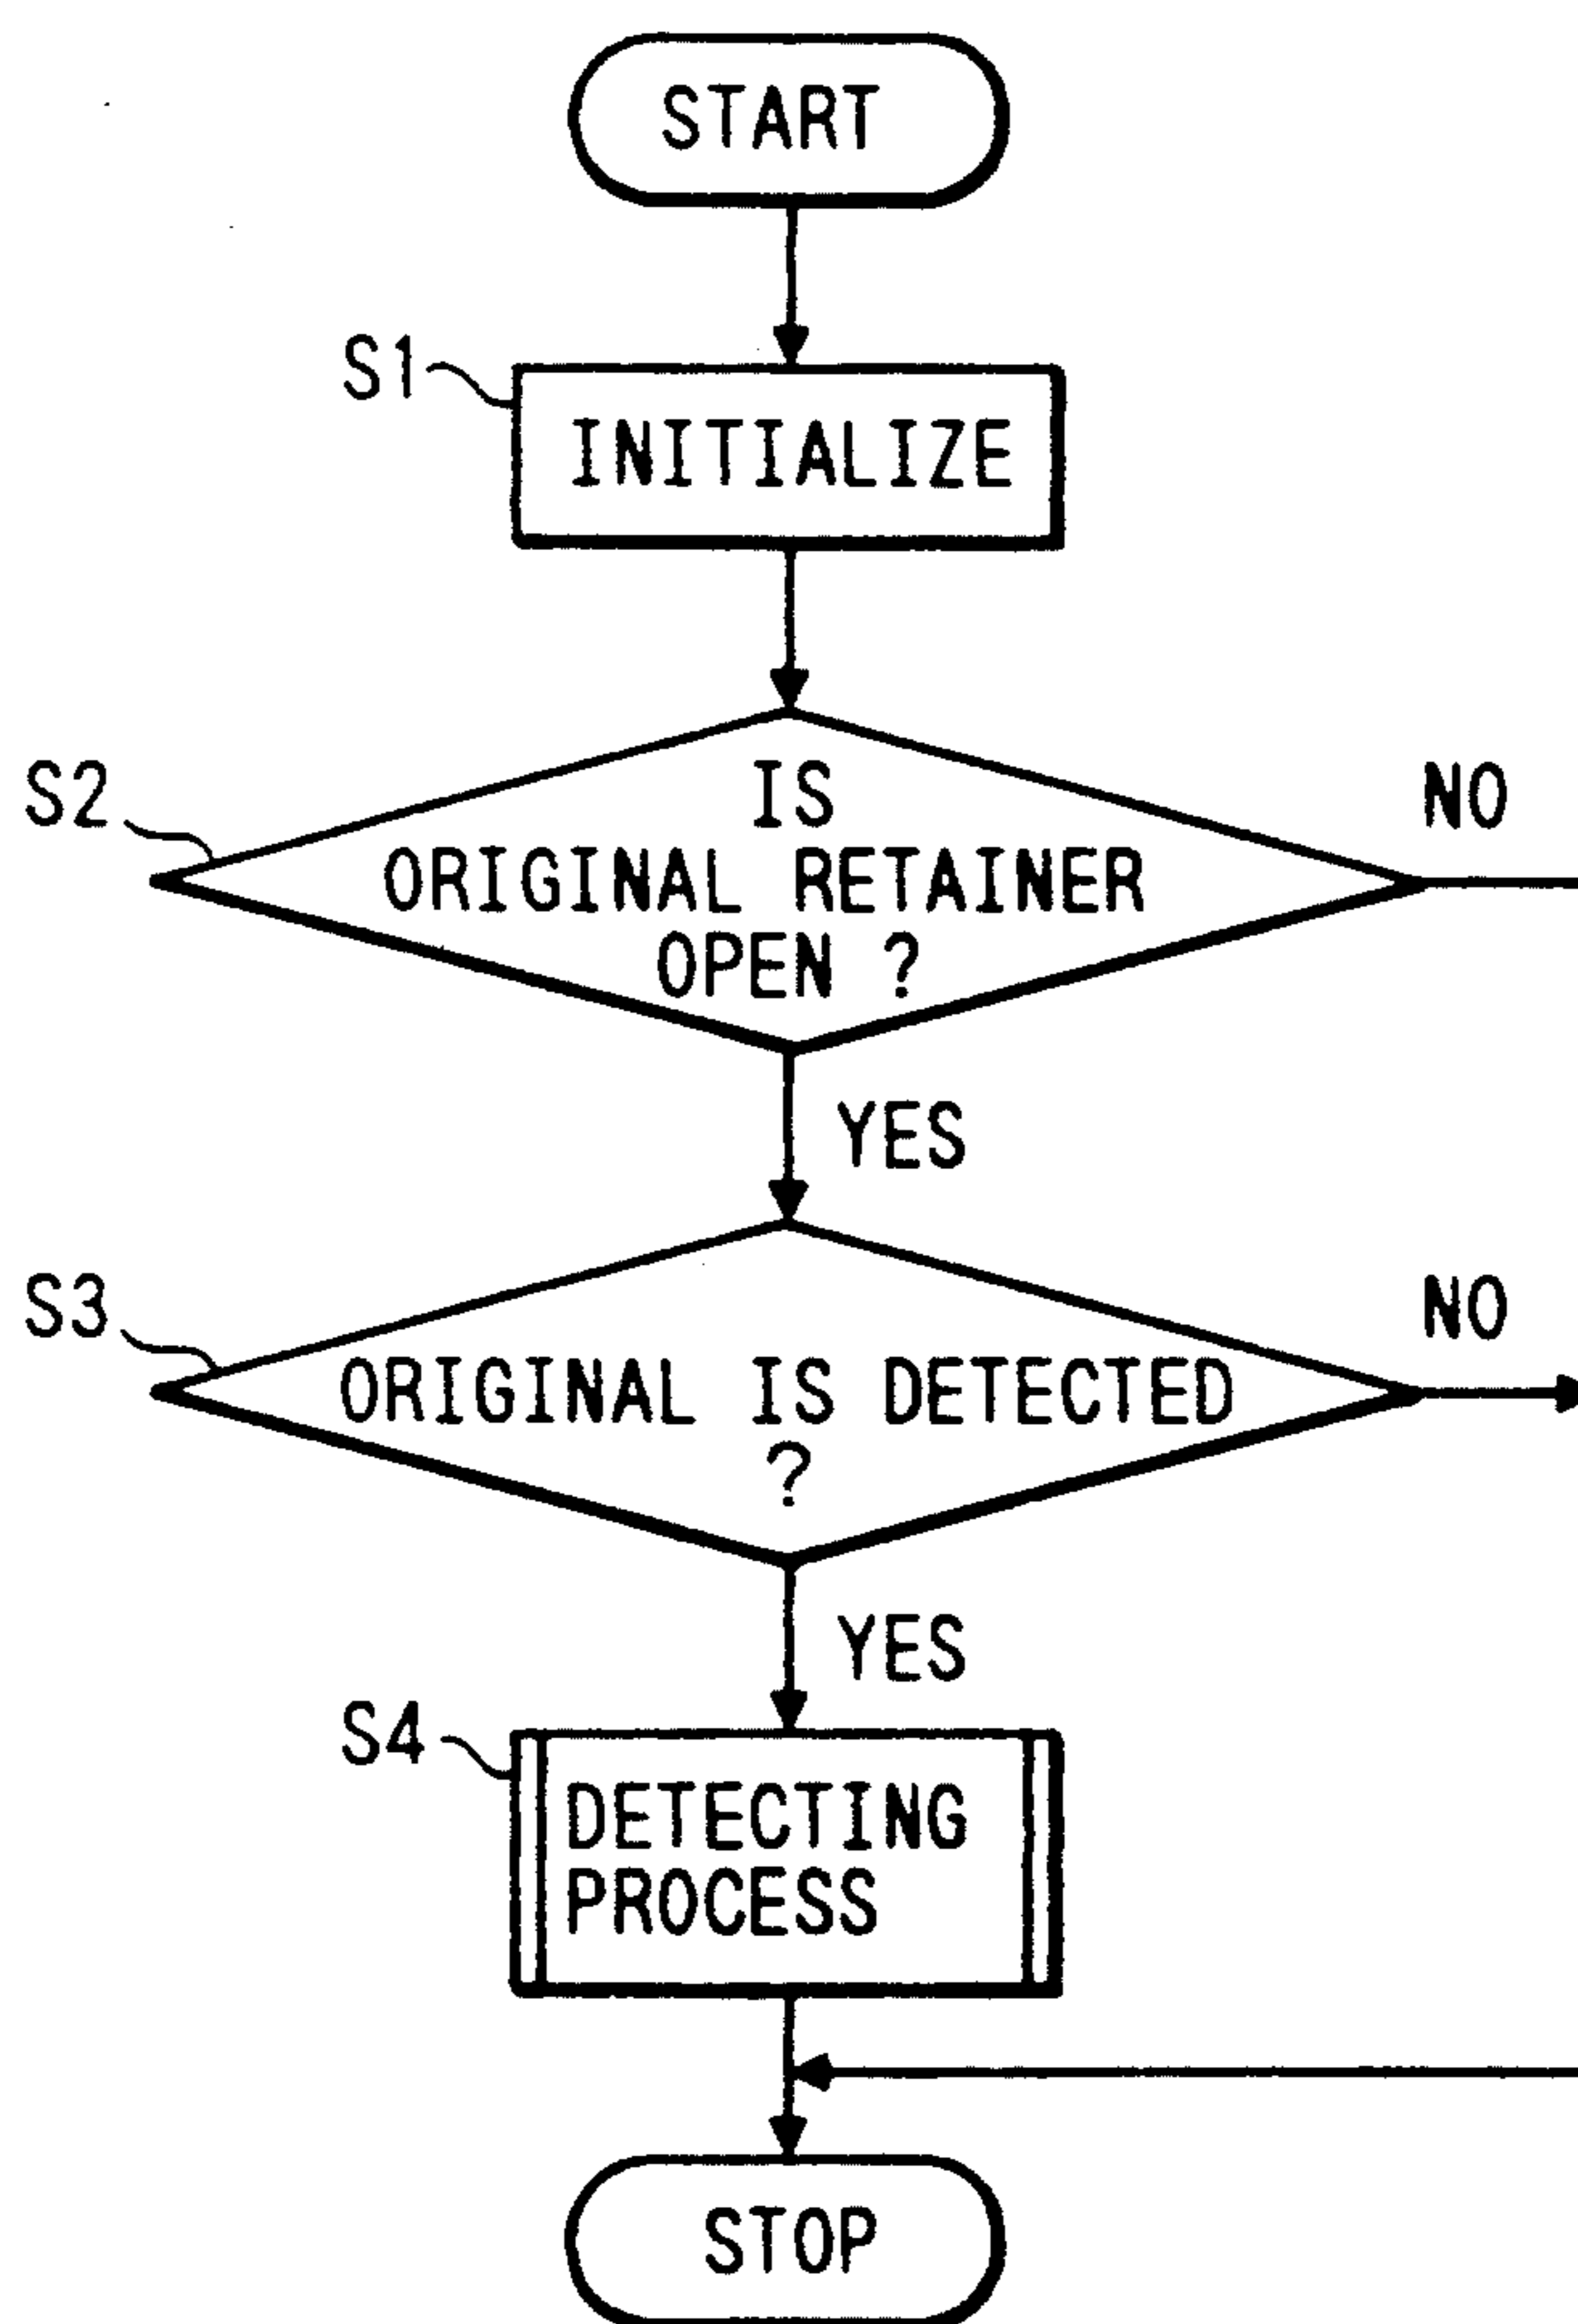 START
S1
INITIALIZE
S2
IS
ORIGINAL RETAINER
OPEN ?
NO
YES
S3
ORIGINAL IS DETECTED
?
NO
YES
S4
DETECTING
PROCESS
STOP